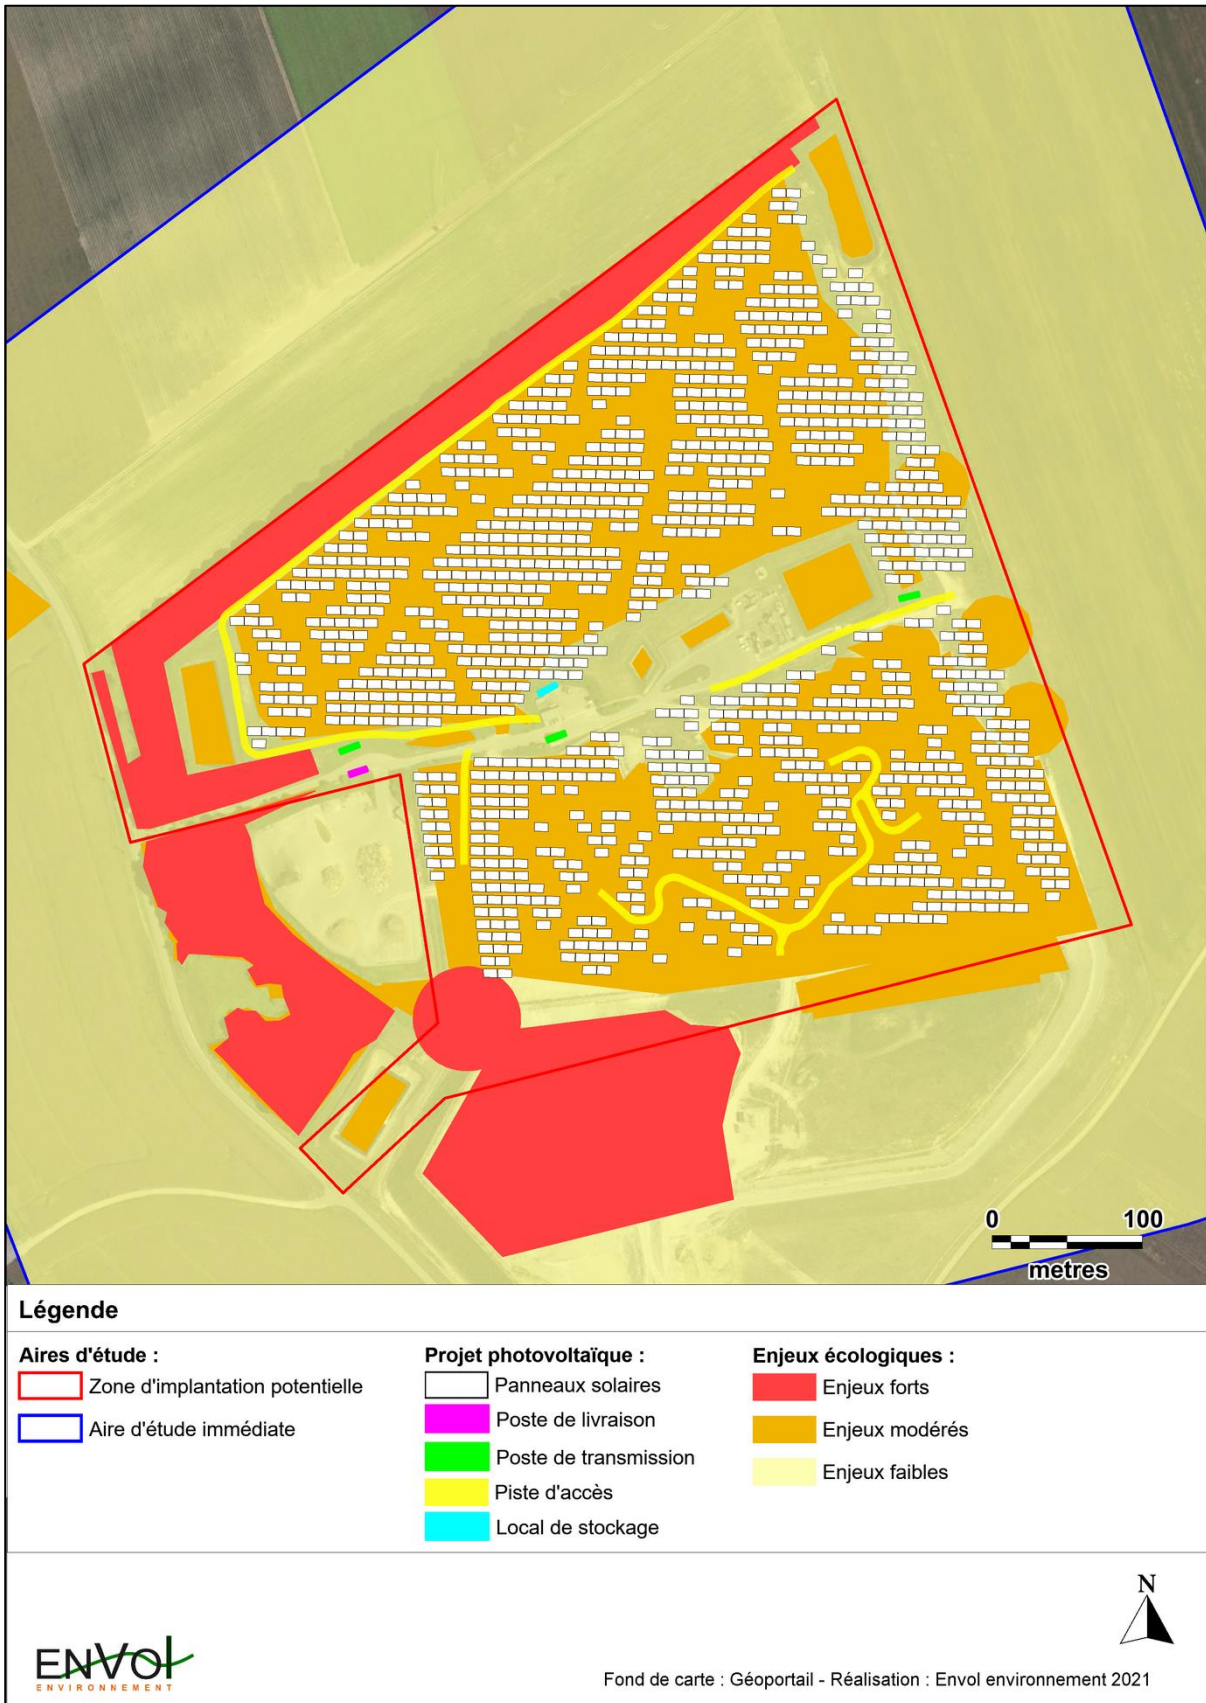 0 100
metres
Légende
Aires d'étude :
Zone d'implantation potentielle
Aire d'étude immédiate
Projet photovoltaïque :
Panneaux solaires
Poste de livraison
Poste de transmission
Piste d'accès
Local de stockage
Enjeux écologiques :
Enjeux forts
Enjeux modérés
Enjeux faibles
N
ENVOl
ENVIRONNEMENT
Fond de carte : Géoportail - Réalisation : Envol environnement 2021